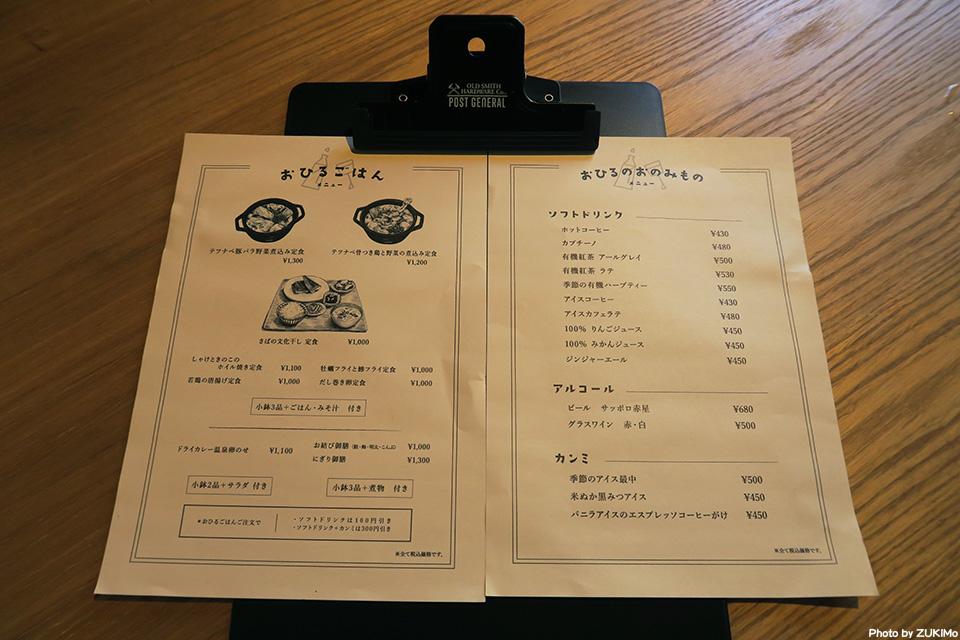 OLD SMITH
HARDWARE Co.
POST GENERAL
おひるごはん
メニュー
テツナベ豚バラ野菜煮込み定食
¥1,300
テツナベ骨つき鶏と野菜の煮込み定食
¥1,200
さばの文化干し 定食 ¥1,000
しゃけときのこの
ホイル焼き定食 ¥1,100
若鶏の唐揚げ定食 ¥1,000
牡蠣フライと鯵フライ定食 ¥1,000
だし巻き卵定食 ¥1,000
小鉢3品+ごはん・みそ汁 付き
ドライカレー温泉卵のせ ¥1,100
小鉢2品+サラダ 付き
お結び御膳 ¥1,000
にぎり御膳 ¥1,300
小鉢3品+煮物 付き
*おひるごはんご注文で
・ソフトドリンクは100円引き
・ソフトドリンク+カンミは300円引き
※全て税込価格です。
おひるのおのみもの
メニュー
ソフトドリンク
ホットコーヒー ¥430
カプチーノ ¥480
有機紅茶 アールグレイ ¥500
有機紅茶 ラテ ¥530
季節の有機ハーブティー ¥550
アイスコーヒー ¥430
アイスカフェラテ ¥480
100% りんごジュース ¥450
100% みかんジュース ¥450
ジンジャーエール ¥450
アルコール
ビール サッポロ赤星 ¥680
グラスワイン 赤・白 ¥500
カンミ
季節のアイス最中 ¥500
米ぬか黒みつアイス ¥450
バニラアイスのエスプレッソコーヒーがけ ¥450
※全て税込価格です。
Photo by ZUKIMo